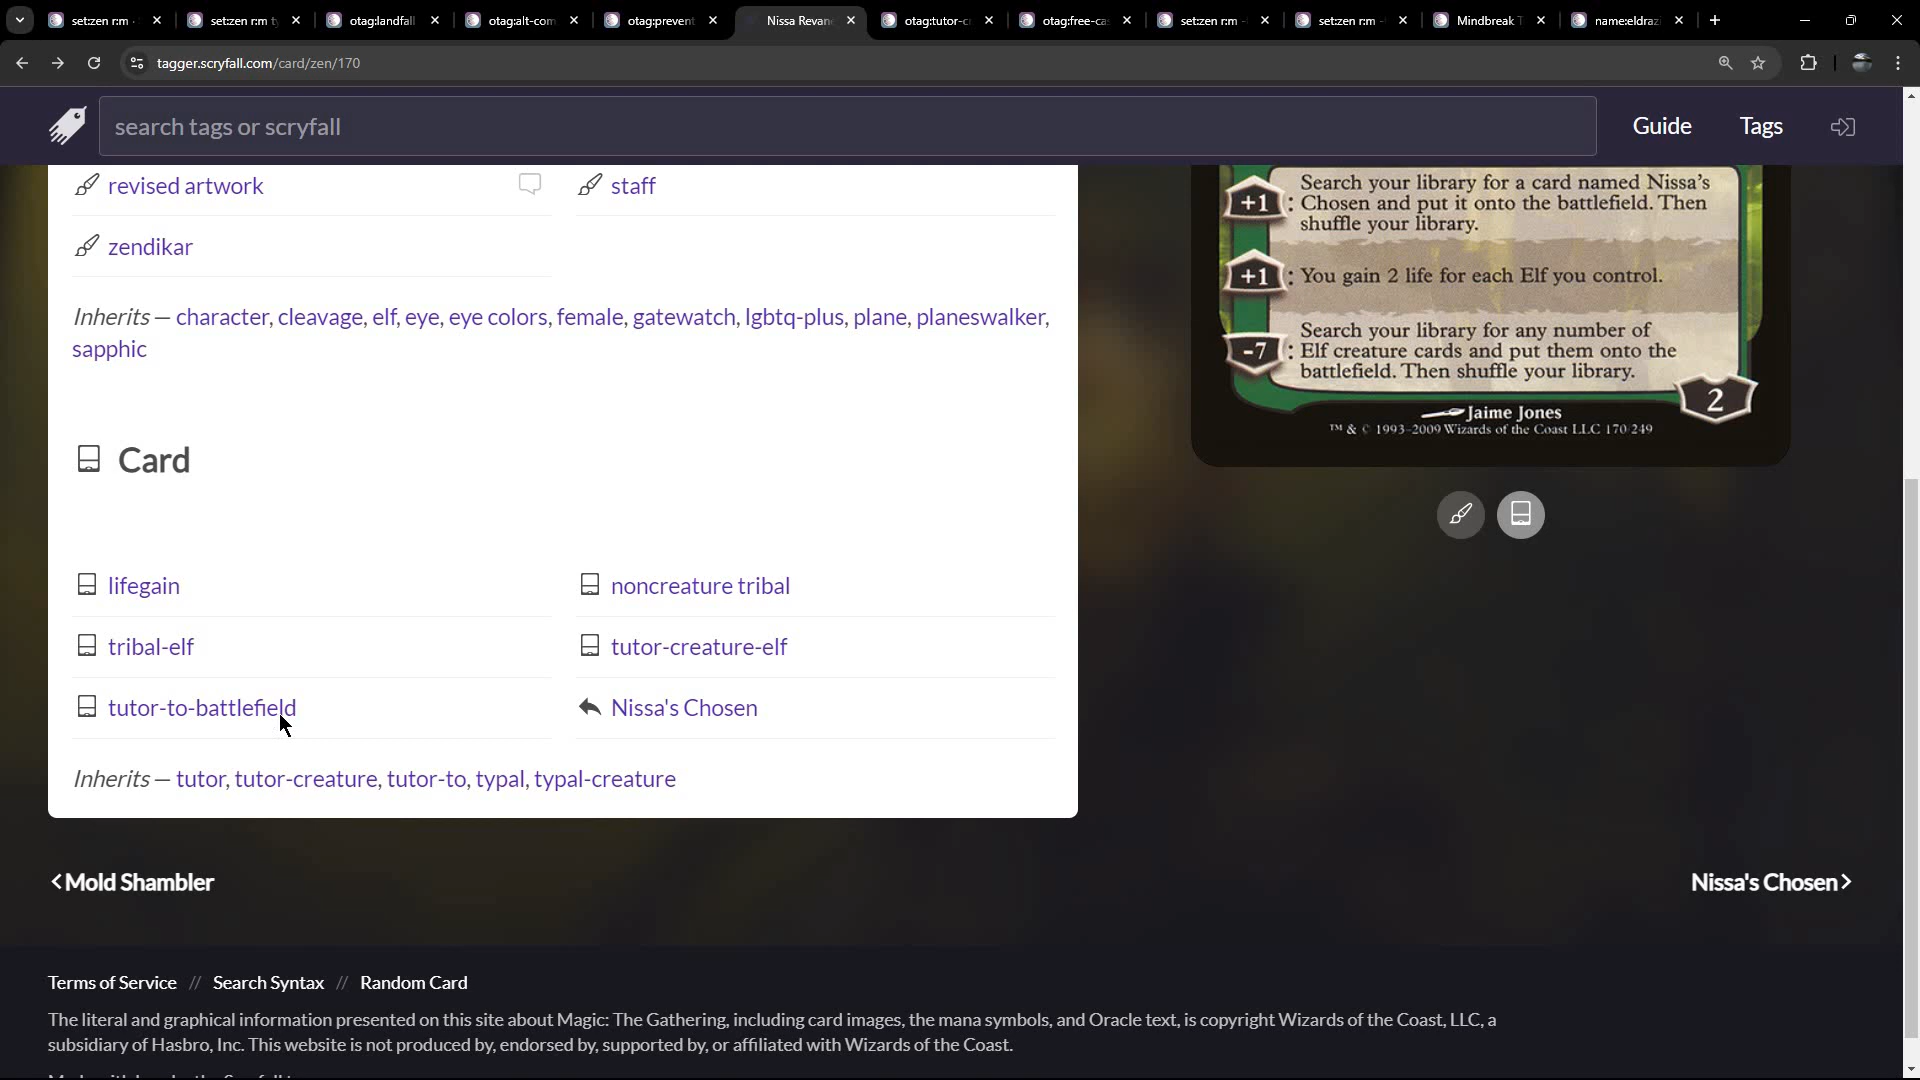 set:zen r:m
set:zen r:m ty
otag:landfall
otag:alt-com
otag:prevent
Nissa Revan
otag:tutor-c
otag:free-ca
set:zen r:m -
set:zen r:m -
Mindbreak T
name:eldrazi
tagger.scryfall.com/card/zen/170
search tags or scryfall
Guide
Tags
revised artwork
staff
zendikar
Inherits — character, cleavage, elf, eye, eye colors, female, gatewatch, lgbtq-plus, plane, planeswalker,
sapphic
Card
lifegain
noncreature tribal
tribal-elf
tutor-creature-elf
tutor-to-battlefield
Nissa's Chosen
Inherits — tutor, tutor-creature, tutor-to, typal, typal-creature
+1 : Search your library for a card named Nissa's
Chosen and put it onto the battlefield. Then
shuffle your library.
+1 : You gain 2 life for each Elf you control.
-7 : Search your library for any number of
Elf creature cards and put them onto the
battlefield. Then shuffle your library.
2
Jaime Jones
™ & © 1993–2009 Wizards of the Coast LLC 170/249
<Mold Shambler
Nissa's Chosen>
Terms of Service // Search Syntax // Random Card
The literal and graphical information presented on this site about Magic: The Gathering, including card images, the mana symbols, and Oracle text, is copyright Wizards of the Coast, LLC, a
subsidiary of Hasbro, Inc. This website is not produced by, endorsed by, supported by, or affiliated with Wizards of the Coast.